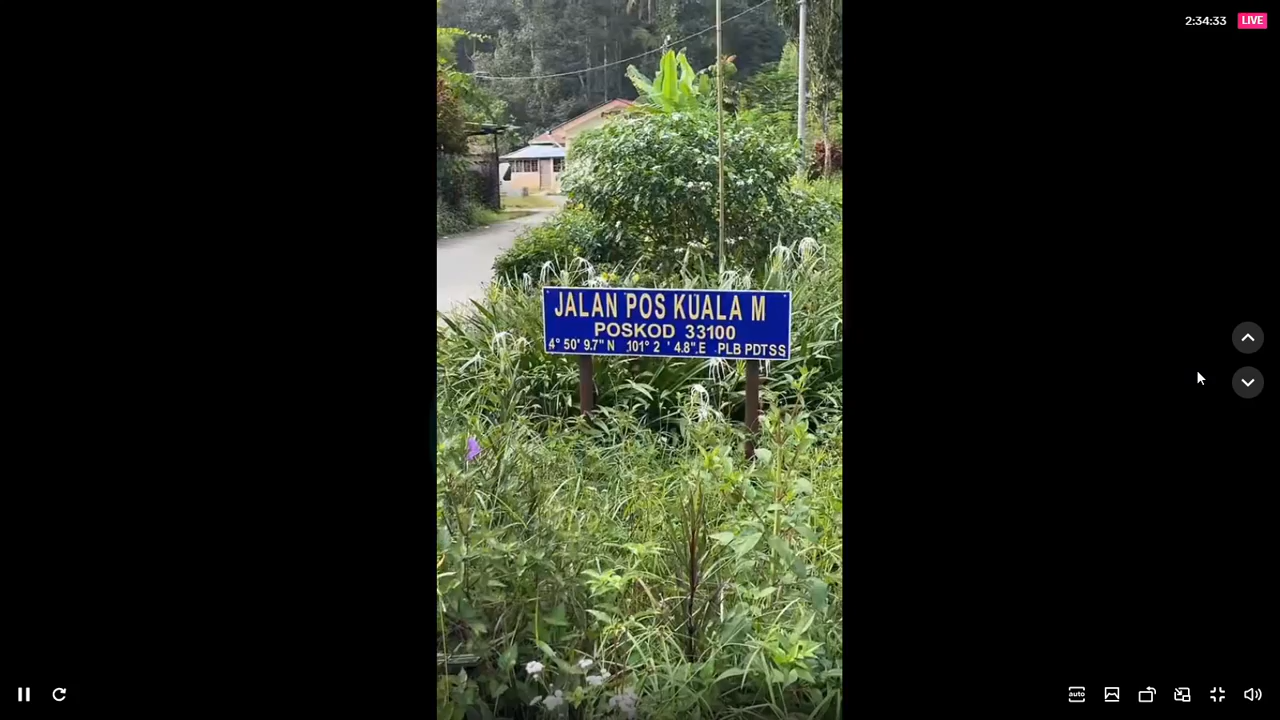 2:34:33 LIVE
JALAN POS KUALA M
POSKOD 33100
4° 50' 9.7" N 101° 2 ' 4.8" E PLB PDTSS
auto